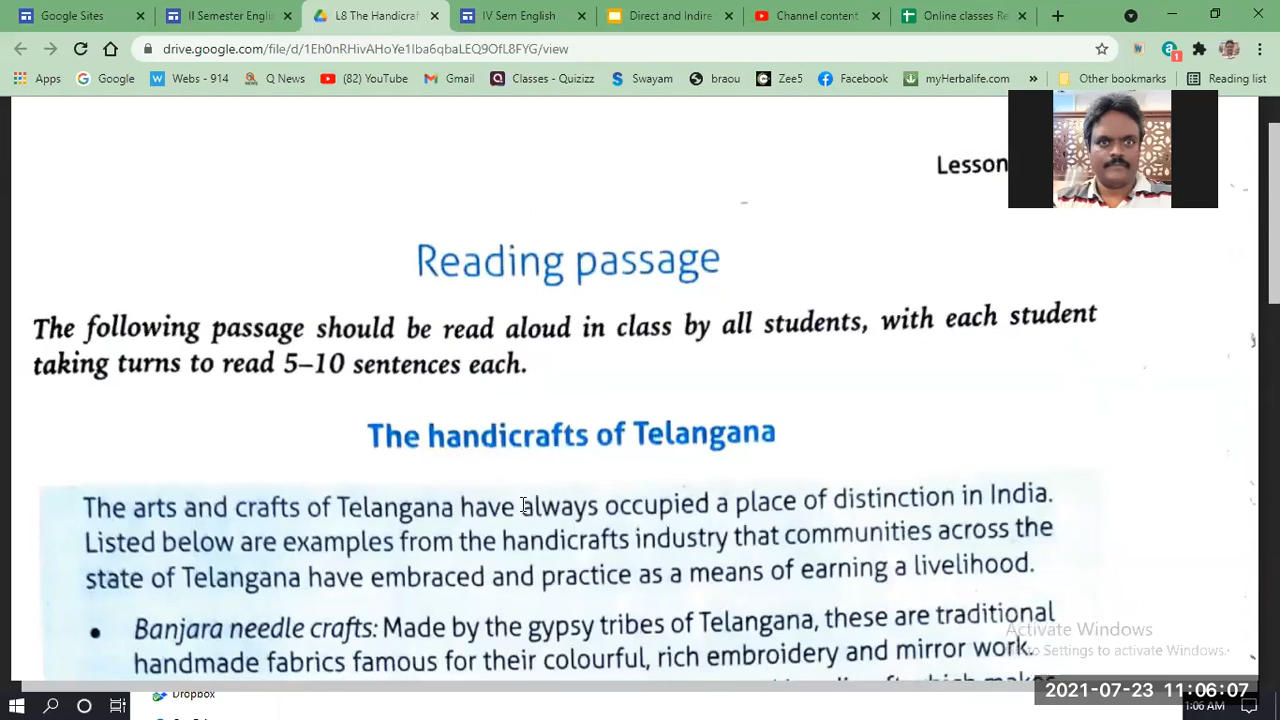 II Semester Engli
L8 The Handicraf
IV Sem English
Direct and Indire
Channel content
Online classes Re
drive.google.com/file/d/1Eh0nRHivAHoYe1Iba6qbaLEQ9OfL8FYG/view
Apps Google Webs - 914 Q News (82) YouTube Gmail Classes - Quizizz Swayam braou Zee5 Facebook myHerbalife.com » Other bookmarks Reading list
Lesson
Reading passage
The following passage should be read aloud in class by all students, with each student
taking turns to read 5–10 sentences each.
The handicrafts of Telangana
The arts and crafts of Telangana have always occupied a place of distinction in India.
Listed below are examples from the handicrafts industry that communities across the
state of Telangana have embraced and practice as a means of earning a livelihood.
• Banjara needle crafts: Made by the gypsy tribes of Telangana, these are traditional
handmade fabrics famous for their colourful, rich embroidery and mirror work.
Activate Windows
Go to Settings to activate Windows.
Dropbox
2021-07-23 11:06:07
1:06 AM